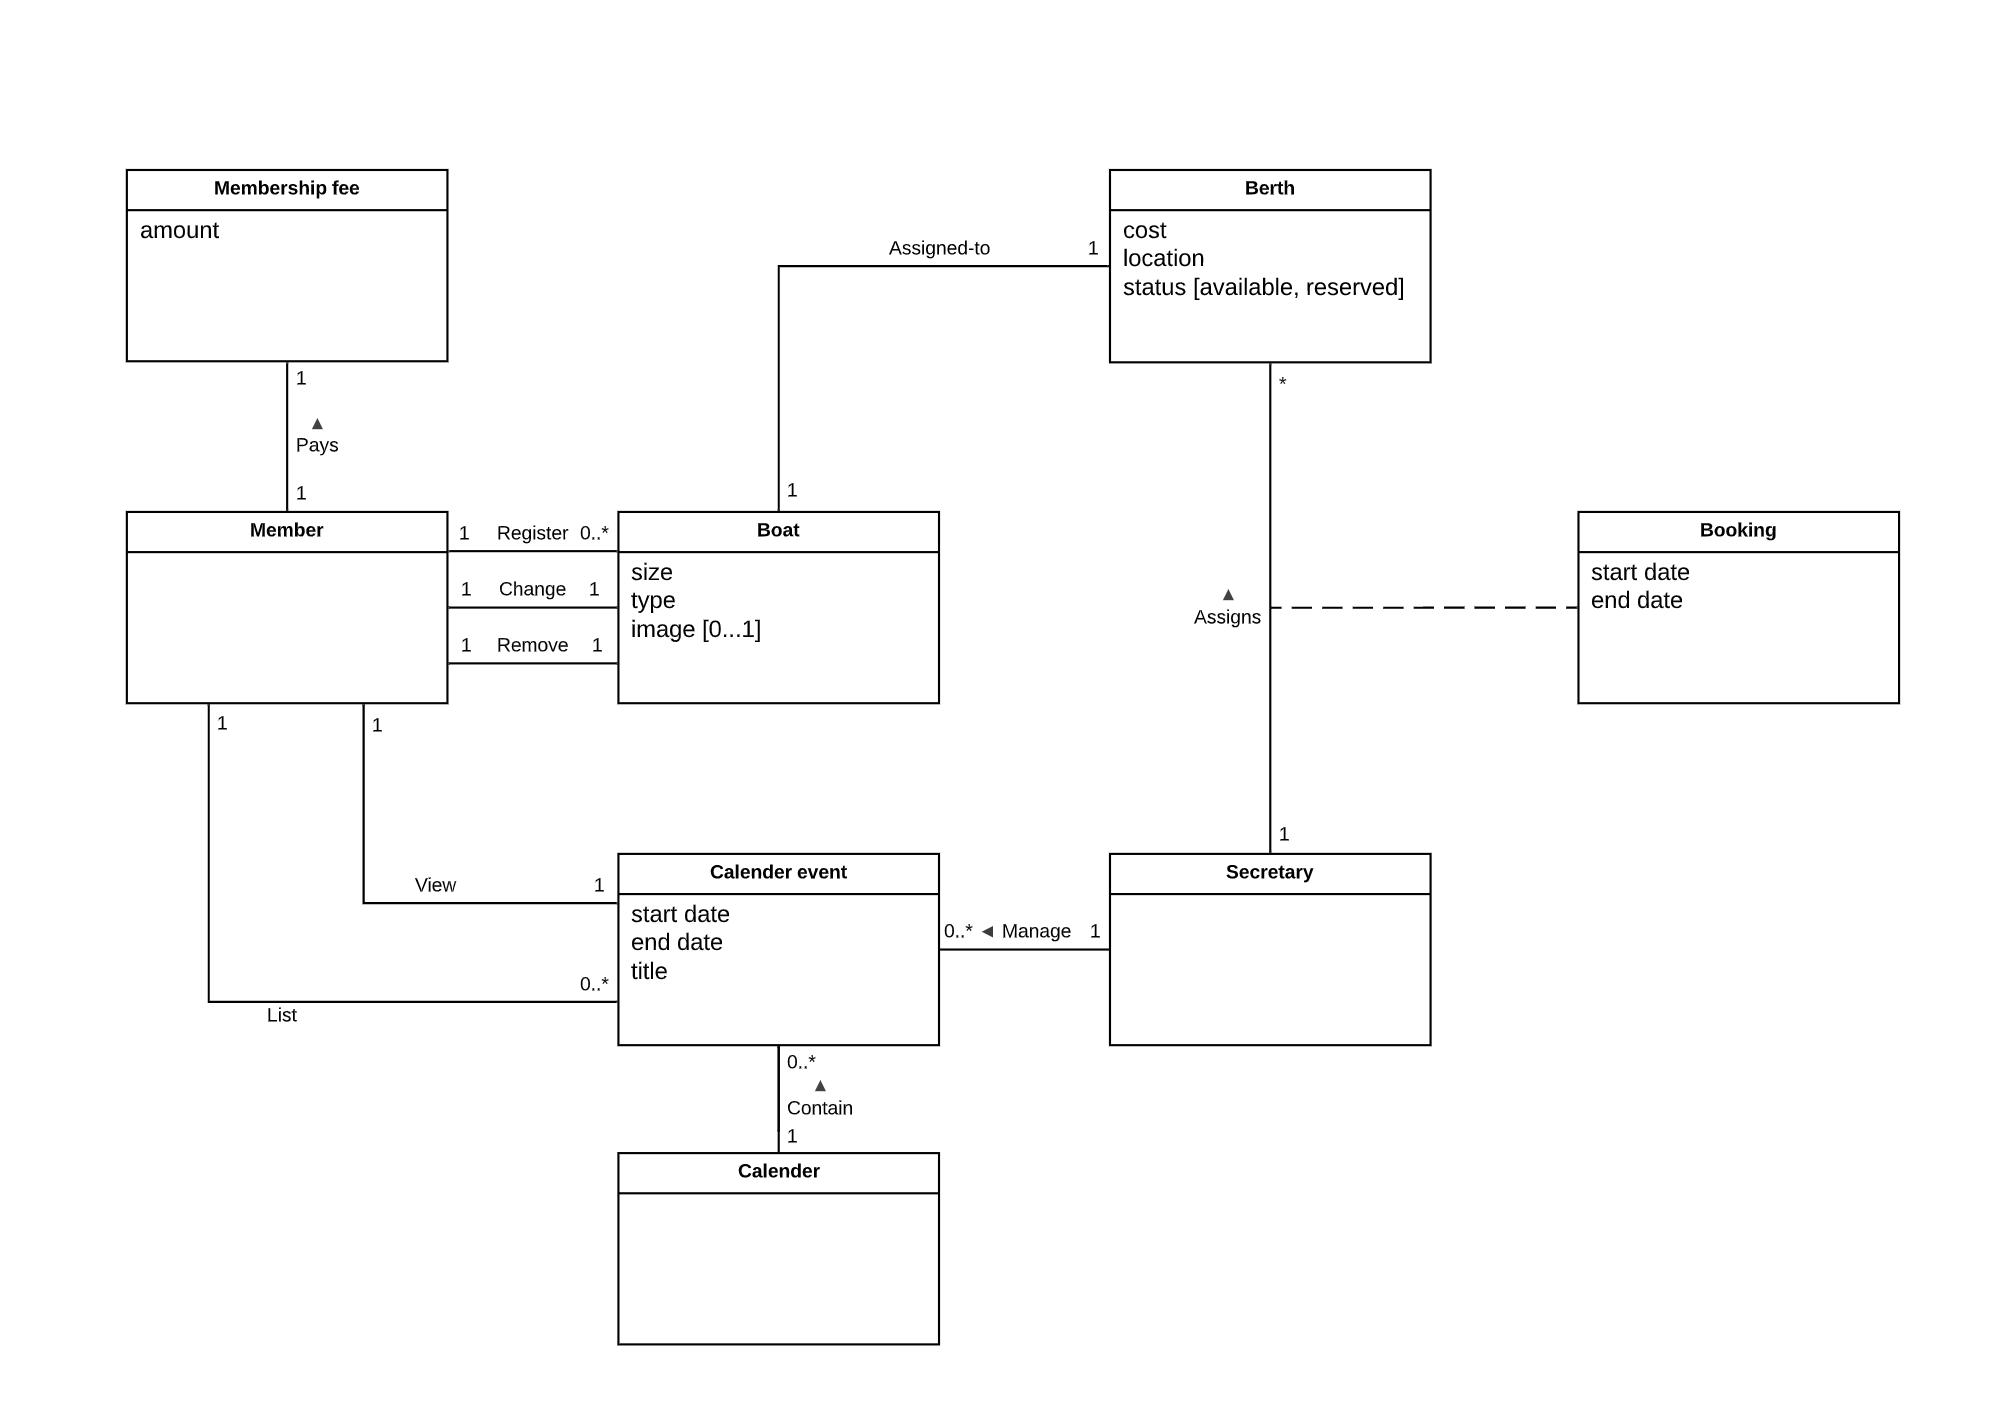 Membership fee
amount
Berth
cost
location
status [available, reserved]
Assigned-to
1
1
1
▲
Pays
1
*
Member
1 Register 0..*
1 Change 1
1 Remove 1
Boat
size
type
image [0...1]
▲
Assigns
Booking
start date
end date
1
1
1
View 1
0..*
List
Calender event
start date
end date
title
0..* ◄ Manage 1
Secretary
0..*
▲
Contain
1
Calender